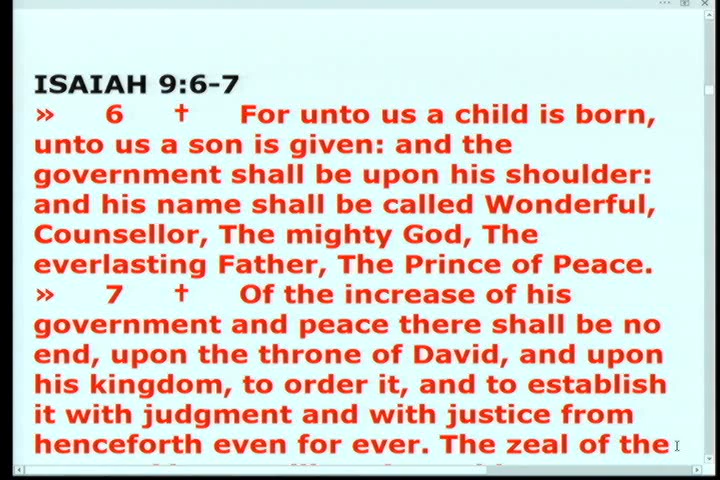 ISAIAH 9:6-7
» 6 † For unto us a child is born,
unto us a son is given: and the
government shall be upon his shoulder:
and his name shall be called Wonderful,
Counsellor, The mighty God, The
everlasting Father, The Prince of Peace.
» 7 † Of the increase of his
government and peace there shall be no
end, upon the throne of David, and upon
his kingdom, to order it, and to establish
it with judgment and with justice from
henceforth even for ever. The zeal of the